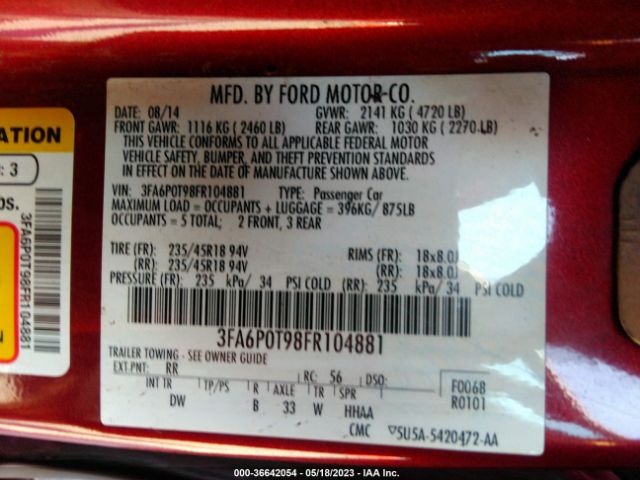 MFD. BY FORD MOTOR CO.
DATE: 08/14 GVWR: 2141 KG ( 4720 LB)
FRONT GAWR: 1116 KG ( 2460 LB) REAR GAWR: 1030 KG ( 2270 LB)
THIS VEHICLE CONFORMS TO ALL APPLICABLE FEDERAL MOTOR
VEHICLE SAFETY, BUMPER, AND THEFT PREVENTION STANDARDS
IN EFFECT ON THE DATE OF MANUFACTURE SHOWN ABOVE.
VIN: 3FA6P0T98FR104881 TYPE: Passenger Car
MAXIMUM LOAD = OCCUPANTS + LUGGAGE = 396KG/ 875LB
OCCUPANTS = 5 TOTAL; 2 FRONT, 3 REAR
TIRE (FR): 235/45R18 94V RIMS (FR): 18x8.0J
(RR): 235/45R18 94V (RR): 18x8.0J
PRESSURE (FR): 235 kPa/ 34 PSI COLD (RR): 235 kPa/ 34 PSI COLD
3FA6P0T98FR104881
TRAILER TOWING - SEE OWNER GUIDE
EXT.PNT: RR RC: 56 DSO: F0068
INT TR TP/PS R AXLE TR SPR R0101
DW B 33 W HHAA
CMC 5U5A-5420472-AA
ATION
: 3
bs.
3FA6P0T98FR104881
000-36642054 - 05/18/2023 - IAA Inc.